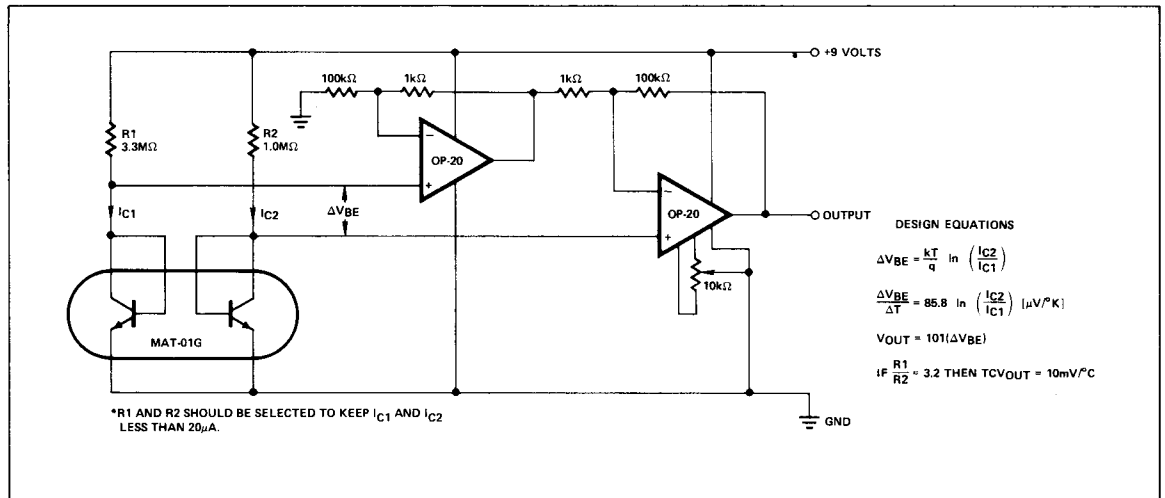 +9 VOLTS
100kΩ
1kΩ
1kΩ
100kΩ
R1
3.3MΩ
R2
1.0MΩ
−
OP-20
+
IC1
IC2
ΔVBE
−
OP-20
+
OUTPUT
10kΩ
MAT-01G
GND
*R1 AND R2 SHOULD BE SELECTED TO KEEP IC1 AND IC2
LESS THAN 20μA.
DESIGN EQUATIONS
ΔVBE = kT/q ln (IC2/IC1)
ΔVBE/ΔT = 85.8 ln (IC2/IC1) [μV/°K]
VOUT = 101(ΔVBE)
IF R1/R2 = 3.2 THEN TCVOUT = 10mV/°C